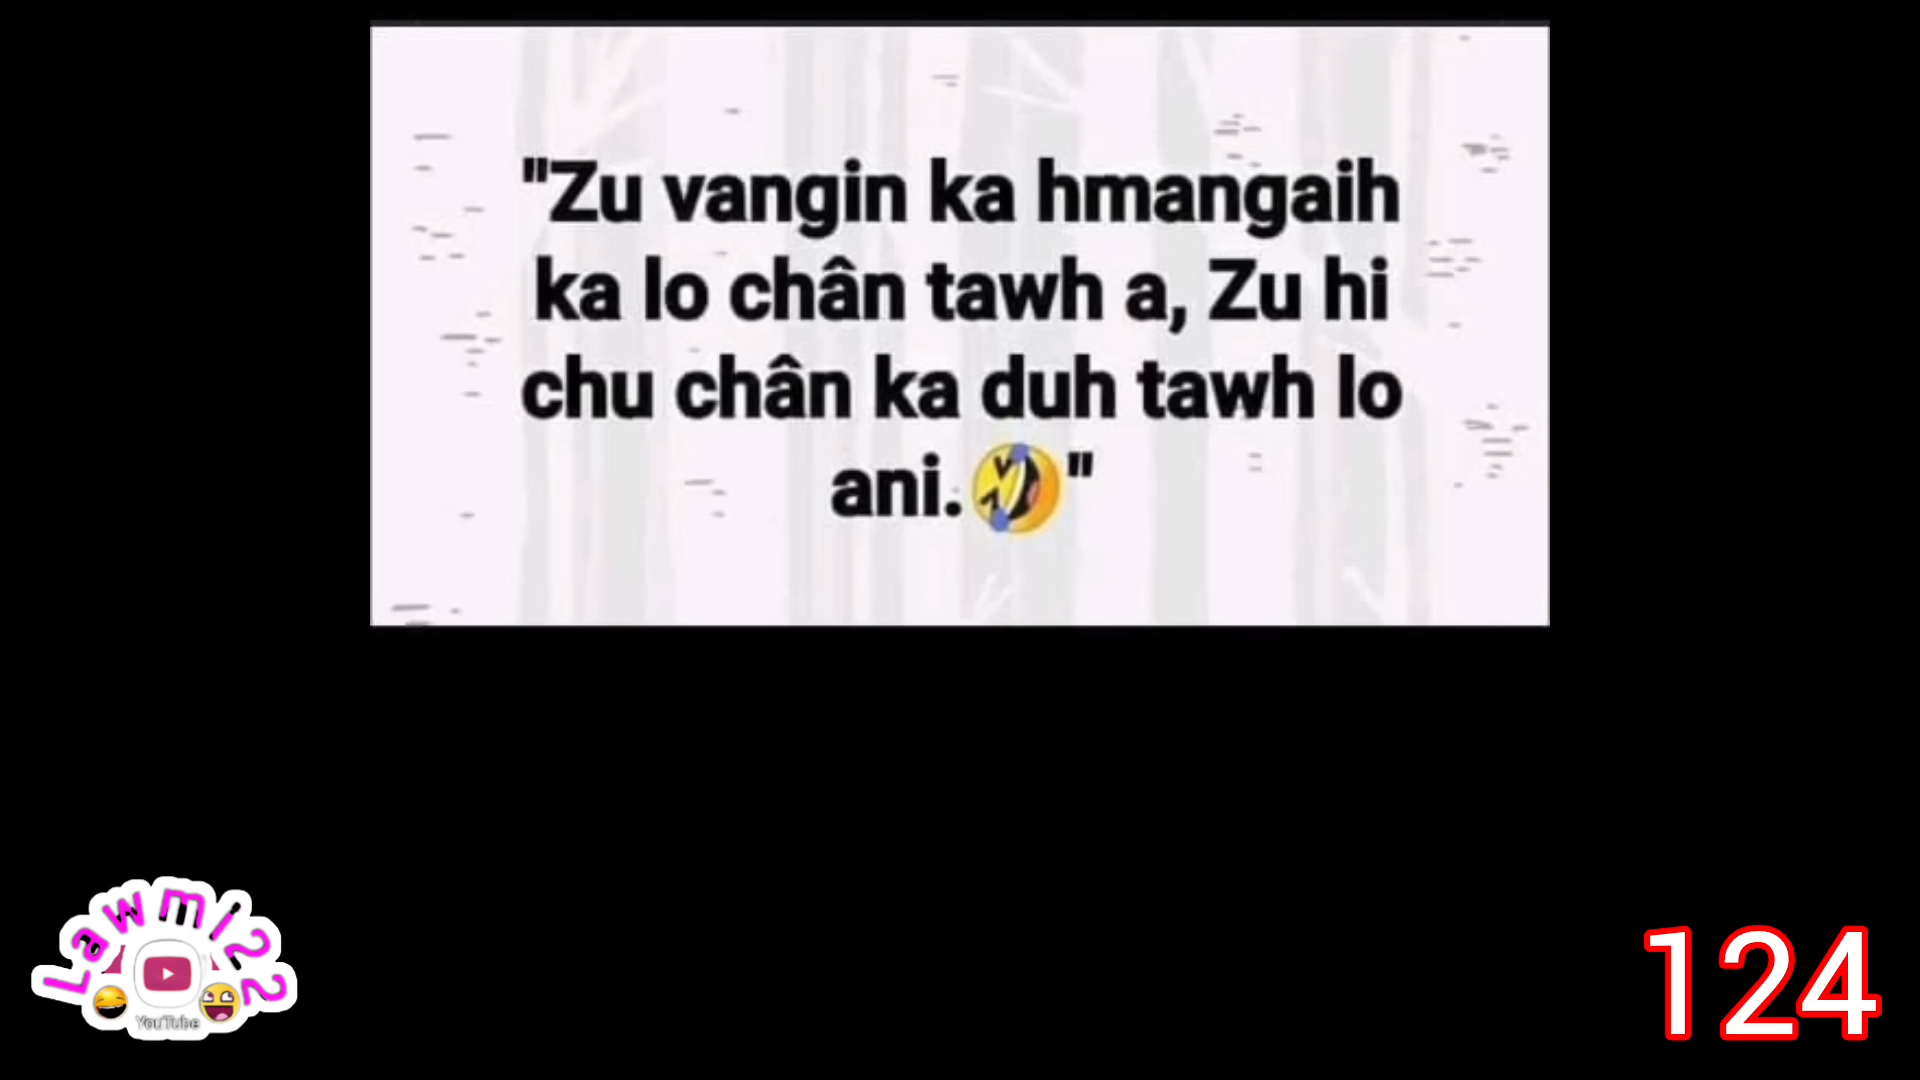 "Zu vangin ka hmangaih
ka lo chân tawh a, Zu hi
chu chân ka duh tawh lo
ani.🤣"
Lawmi22
YouTube
124